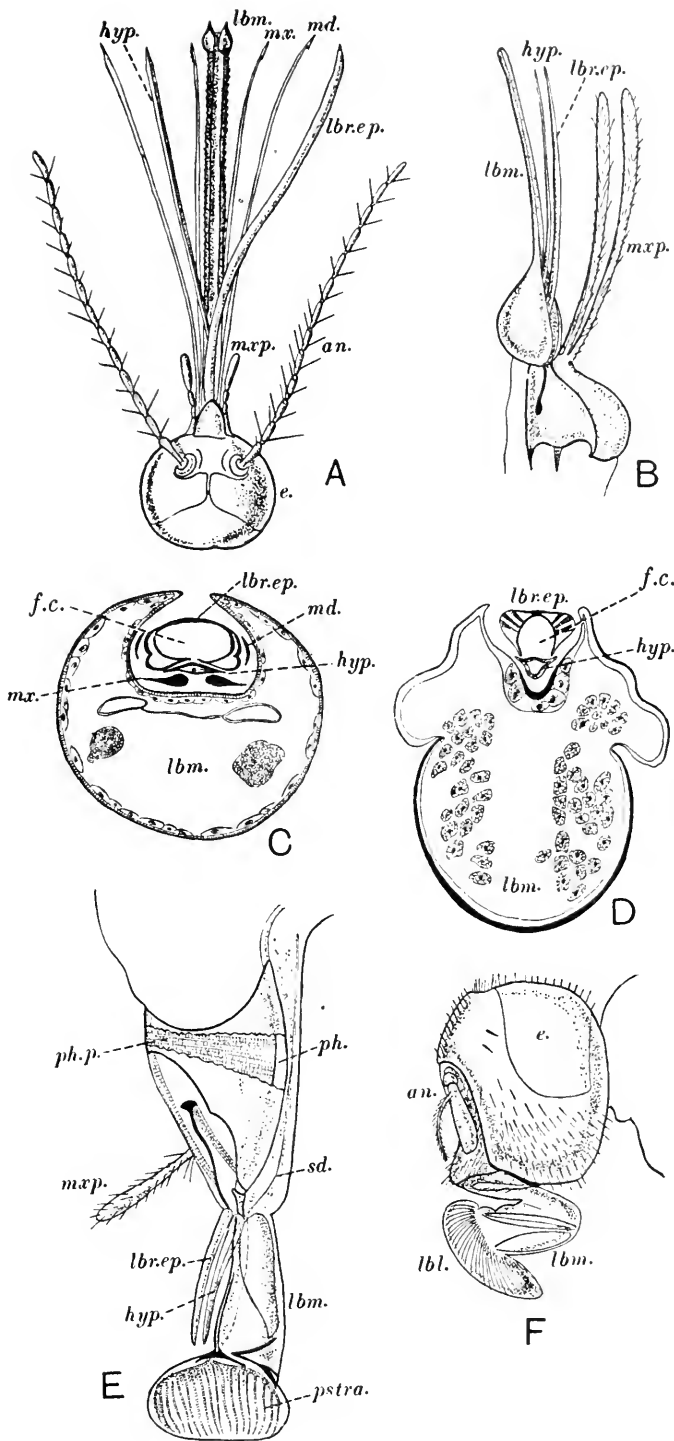 hyp.
lbm.
mx.
md.
lbr.ep.
mxp.
an.
e.
A
hyp.
lbr.ep.
lbm.
mxp.
B
lbr.ep.
f.c.
md.
hyp.
mx.
lbm.
C
f.c.
lbr.ep.
hyp.
lbm.
D
ph.p.
ph.
mxp.
sd.
lbr.ep.
hyp.
lbm.
E
pstra.
e.
an.
lbl.
lbm.
F